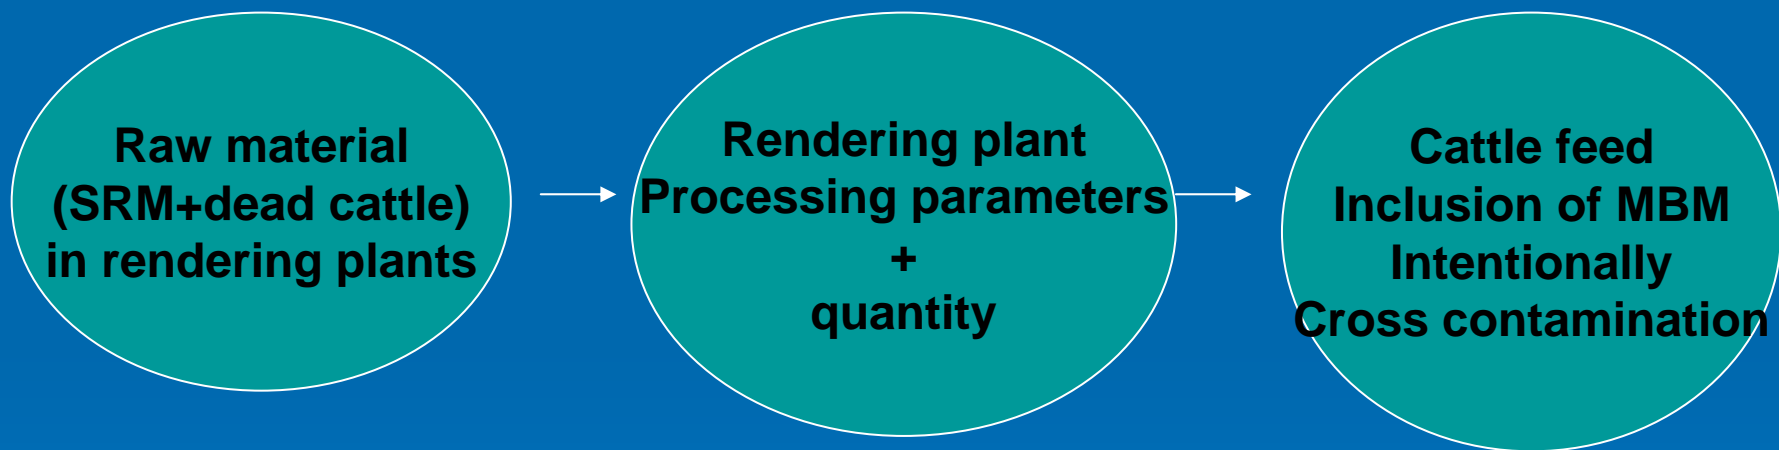 Raw material
(SRM+dead cattle)
in rendering plants
Rendering plant
Processing parameters
+
quantity
Cattle feed
Inclusion of MBM
Intentionally
Cross contamination